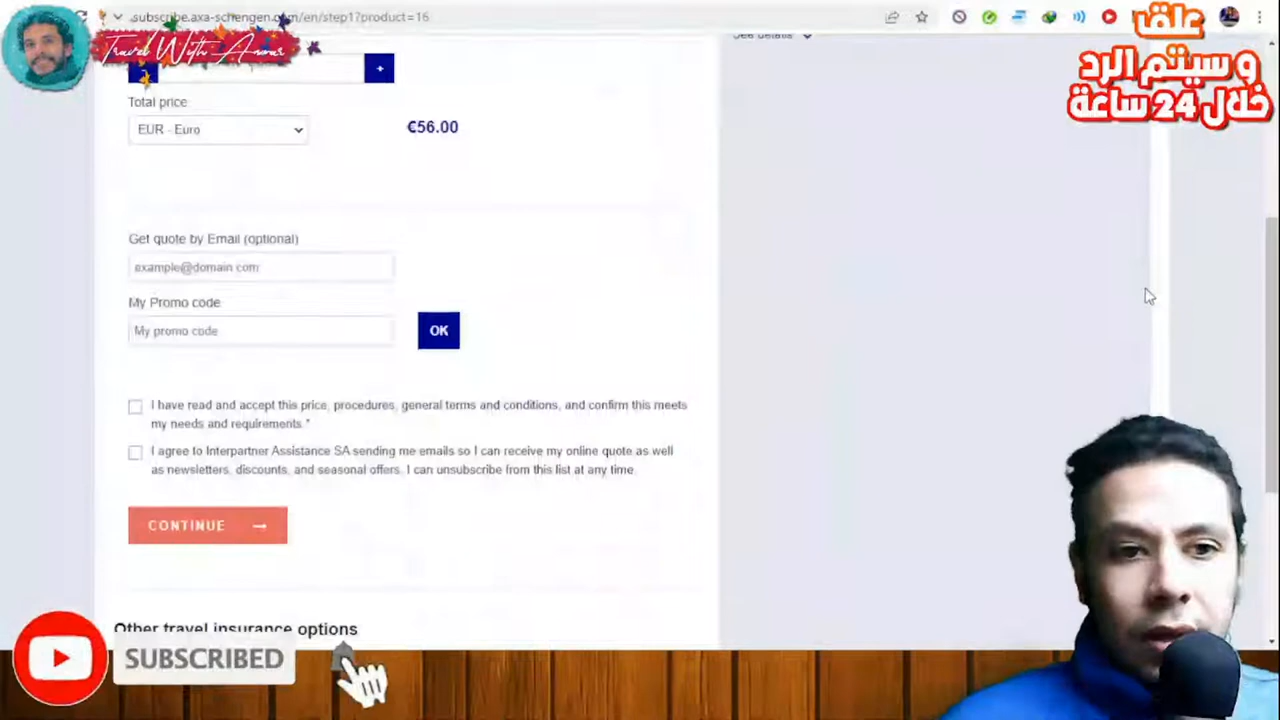 subscribe.axa-schengen.com/en/step1?product=16
Travel With Anouar
علق
و سيتم الرد
خلال 24 ساعة
See details
-
+
Total price
EUR - Euro
€56.00
Get quote by Email (optional)
example@domain.com
My Promo code
My promo code
OK
I have read and accept this price, procedures, general terms and conditions, and confirm this meets
my needs and requirements.*
I agree to Interpartner Assistance SA sending me emails so I can receive my online quote as well
as newsletters, discounts, and seasonal offers. I can unsubscribe from this list at any time.
CONTINUE →
Other travel insurance options
SUBSCRIBED